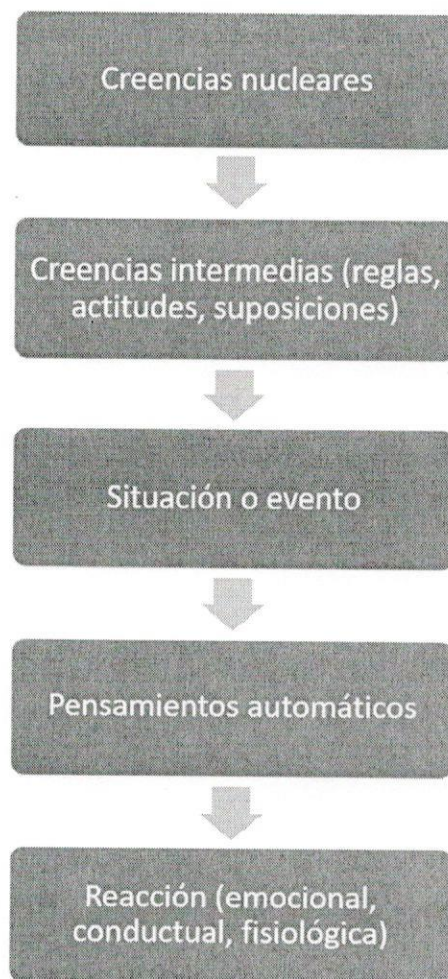 Creencias nucleares
Creencias intermedias (reglas,
actitudes, suposiciones)
Situación o evento
Pensamientos automáticos
Reacción (emocional,
conductual, fisiológica)